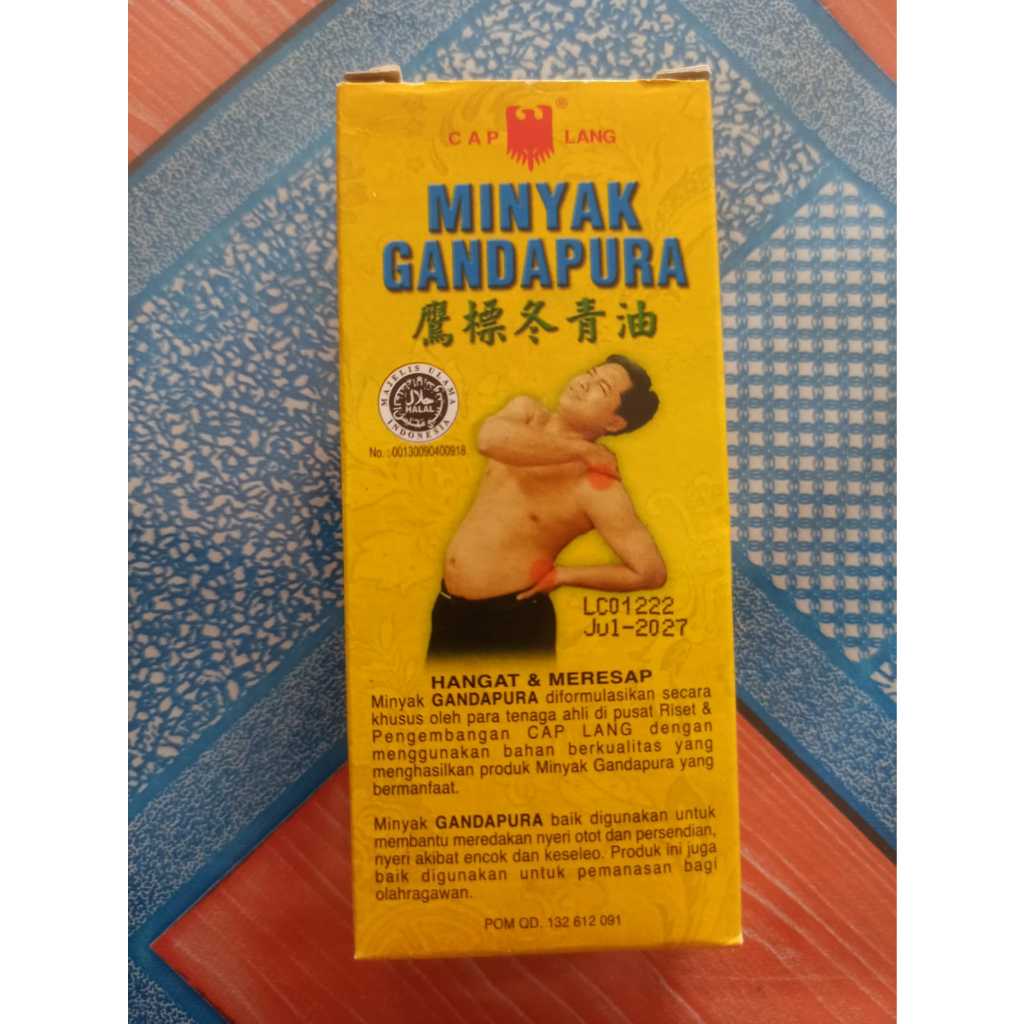 CAP LANG ®
MINYAK
GANDAPURA
鷹標冬青油
MAJELIS ULAMA INDONESIA
حلال
HALAL
No. : 00130090400918
LC01222
Jul-2027
HANGAT & MERESAP
Minyak GANDAPURA diformulasikan secara
khusus oleh para tenaga ahli di pusat Riset &
Pengembangan CAP LANG dengan
menggunakan bahan berkualitas yang
menghasilkan produk Minyak Gandapura yang
bermanfaat.
Minyak GANDAPURA baik digunakan untuk
membantu meredakan nyeri otot dan persendian,
nyeri akibat encok dan keseleo. Produk ini juga
baik digunakan untuk pemanasan bagi
olahragawan.
POM QD. 132 612 091